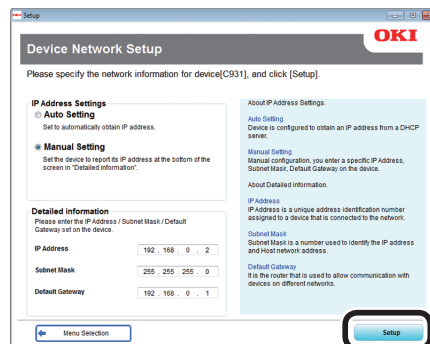 OKI Setup
OKI
Device Network Setup
Please specify the network information for device[C931], and click [Setup].
IP Address Settings
Auto Setting
Set to automatically obtain IP address.
Manual Setting
Set the device to report its IP address at the bottom of the
screen in "Detailed information".
Detailed information
Please enter the IP Address / Subnet Mask / Default
Gateway set on the device.
IP Address 192 . 168 . 0 . 2
Subnet Mask 255 . 255 . 255 . 0
Default Gateway 192 . 168 . 0 . 1
About IP Address Settings.
Auto Setting
Device is configured to obtain an IP address from a DHCP
server.
Manual Setting
Manual configuration, you enter a specific IP Address,
Subnet Mask, Default Gateway on the device.
About Detailed information.
IP Address
IP Address is a unique address identification number
assigned to a device that is connected to the network.
Subnet Mask
Subnet Mask is a number used to identify the IP address
and Host network address.
Default Gateway
It is the router that is used to allow communication with
devices on different networks.
Menu Selection
Setup